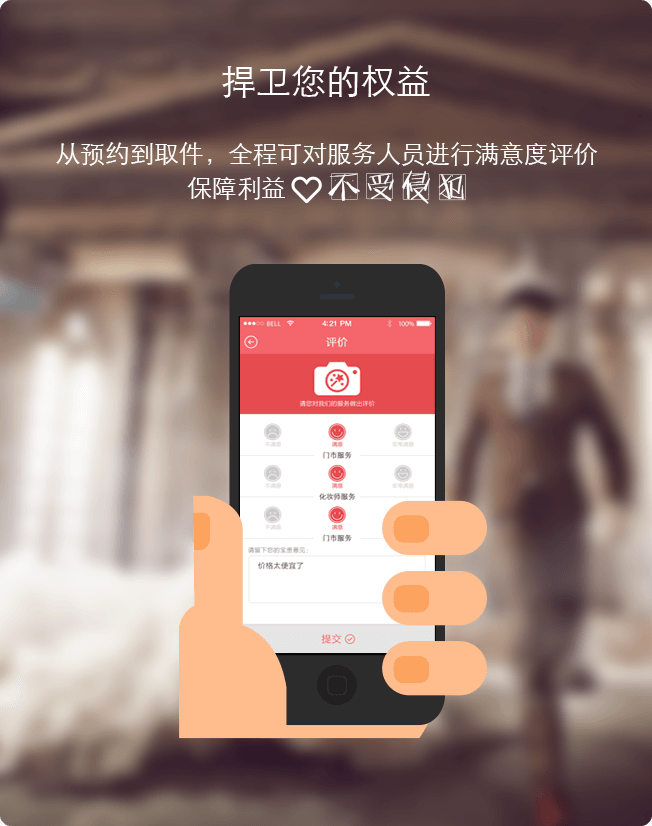 捍卫您的权益
从预约到取件，全程可对服务人员进行满意度评价
保障利益 不受侵犯
BELL 4:21 PM 100%
评价
请您对我们的服务做出评价
不满意 满意 非常满意
门市服务
不满意 满意 非常满意
化妆师服务
不满意 满意
门市服务
请留下您的宝贵意见：
价格太便宜了
提交